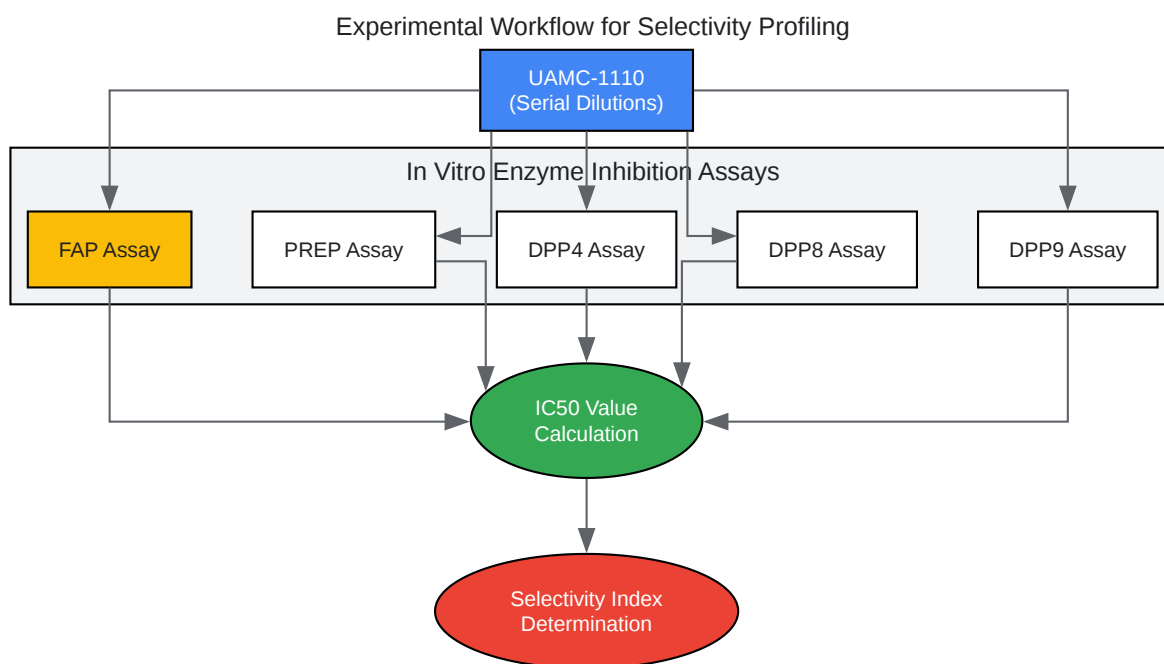 Experimental Workflow for Selectivity Profiling
UAMC-1110
(Serial Dilutions)
In Vitro Enzyme Inhibition Assays
FAP Assay
PREP Assay
DPP4 Assay
DPP8 Assay
DPP9 Assay
IC50 Value
Calculation
Selectivity Index
Determination